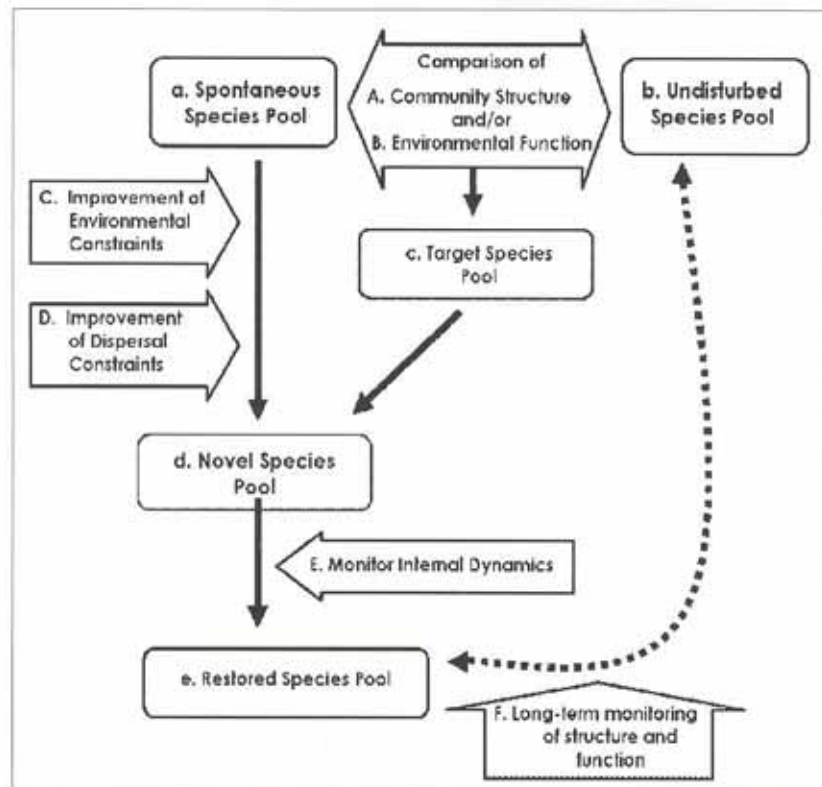 Comparison of
A. Community Structure
and/or
B. Environmental Function
a. Spontaneous
Species Pool
b. Undisturbed
Species Pool
C. Improvement of
Environmental
Constraints
c. Target Species
Pool
D. Improvement
of Dispersal
Constraints
d. Novel Species
Pool
E. Monitor Internal Dynamics
e. Restored Species Pool
F. Long-term monitoring
of structure and
function